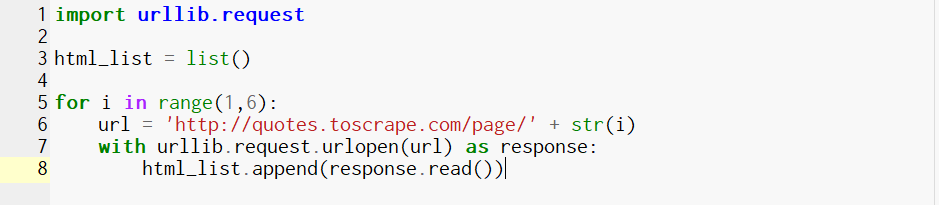 1 import urllib.request
2
3 html_list = list()
4
5 for i in range(1,6):
6     url = 'http://quotes.toscrape.com/page/' + str(i)
7     with urllib.request.urlopen(url) as response:
8         html_list.append(response.read())